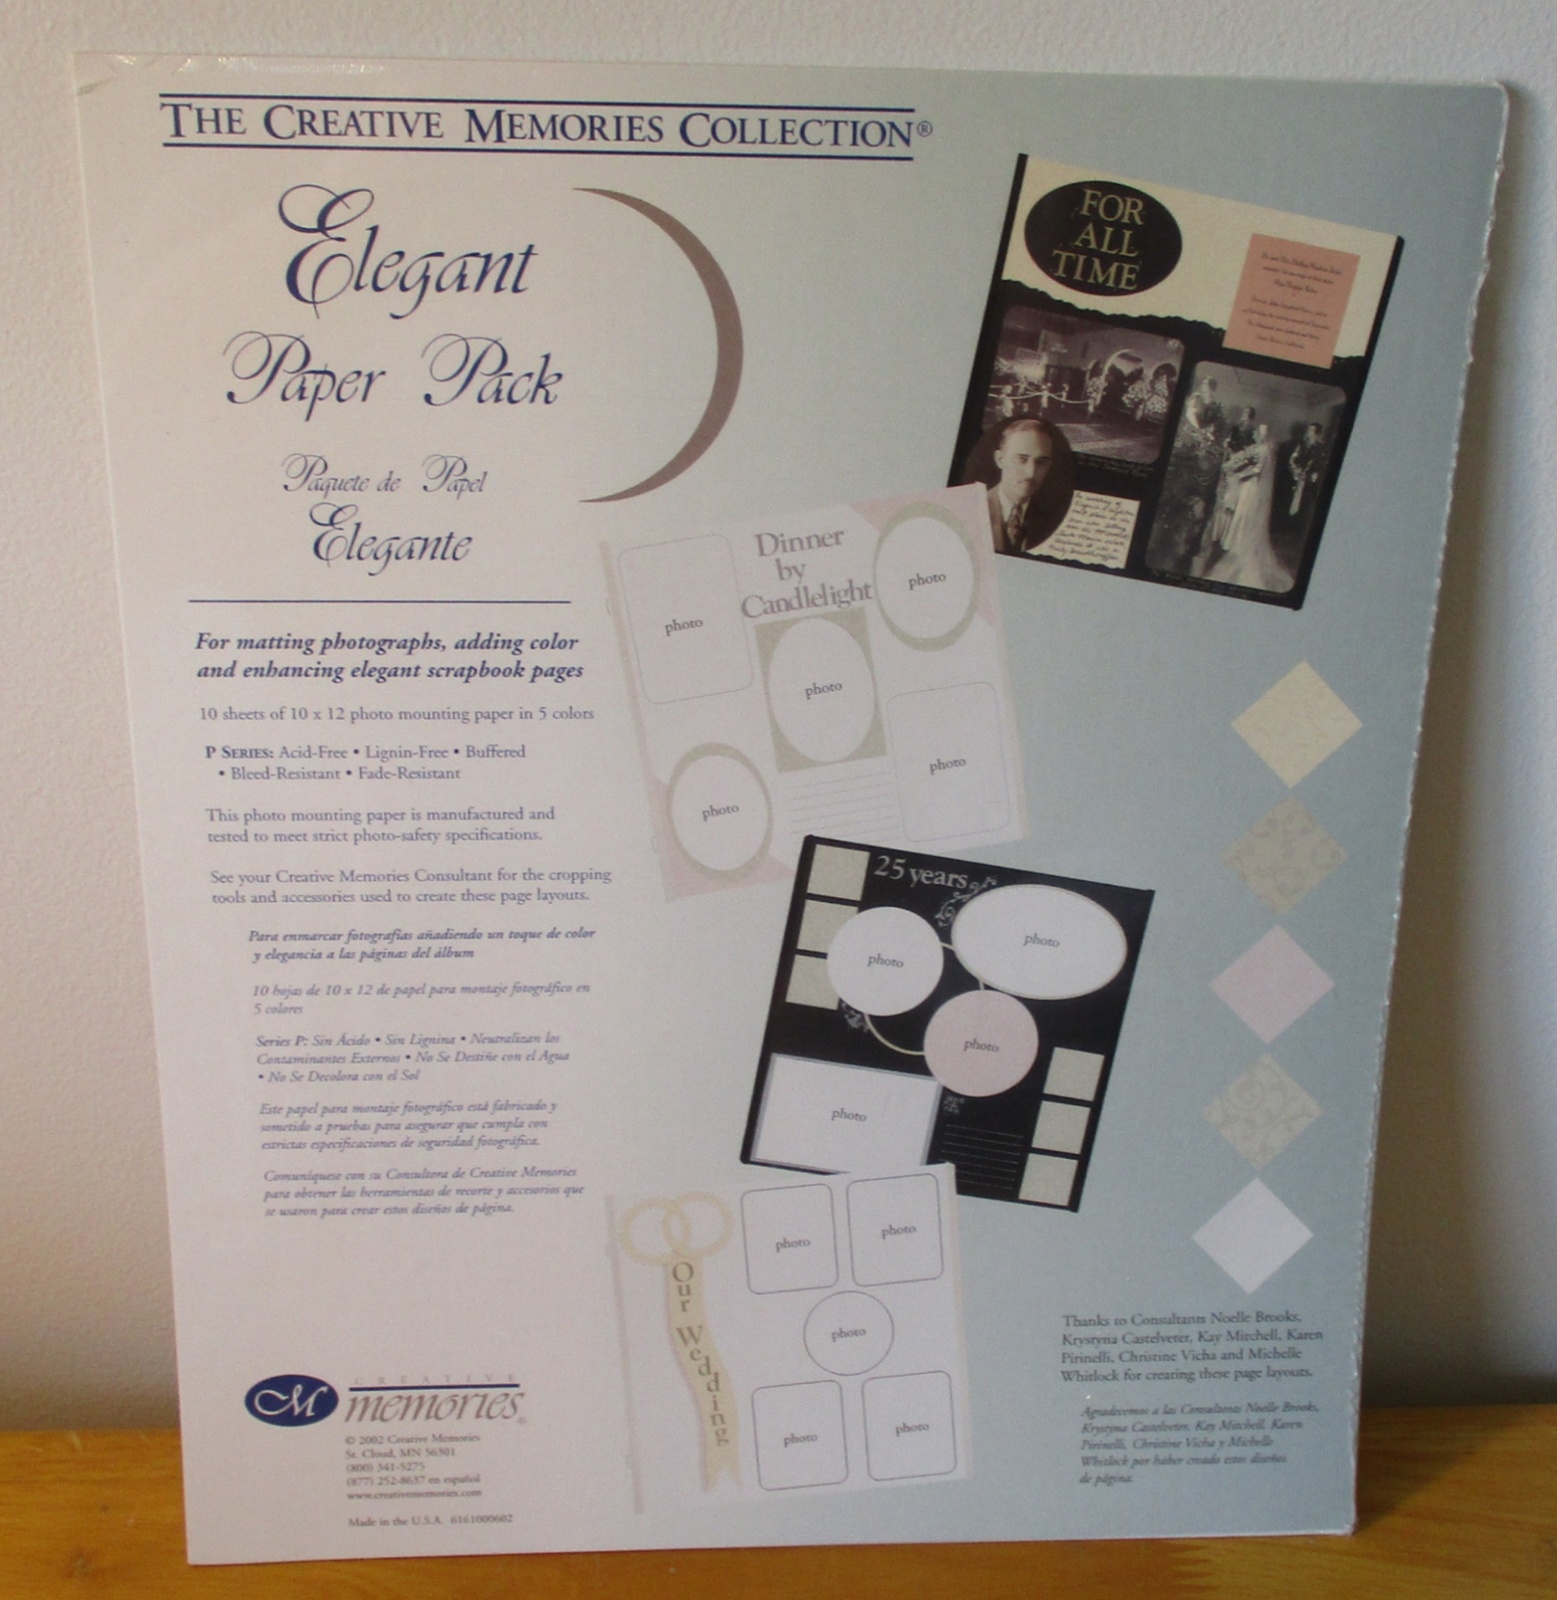 THE CREATIVE MEMORIES COLLECTION®
Elegant
Paper Pack
Paquete de Papel
Elegante
For matting photographs, adding color
and enhancing elegant scrapbook pages
10 sheets of 10 x 12 photo mounting paper in 5 colors
P SERIES: Acid-Free • Lignin-Free • Buffered
• Bleed-Resistant • Fade-Resistant
This photo mounting paper is manufactured and
tested to meet strict photo-safety specifications.
See your Creative Memories Consultant for the cropping
tools and accessories used to create these page layouts.
Para enmarcar fotografías añadiendo un toque de color
y elegancia a las páginas del álbum
10 hojas de 10 x 12 de papel para montaje fotográfico en
5 colores
Series P: Sin Ácido • Sin Lignina • Neutralizan los
Contaminantes Externos • No Se Destiñe con el Agua
• No Se Decolora con el Sol
Este papel para montaje fotográfico está fabricado y
sometido a pruebas para asegurar que cumpla con
estrictas especificaciones de seguridad fotográfica.
Comuníquese con su Consultora de Creative Memories
para obtener las herramientas de recorte y accesorios que
se usaron para crear estos diseños de página.
CM
CREATIVE
memories®
© 2002 Creative Memories
St. Cloud, MN 56301
(800) 341-5275
(877) 252-8637 en español
www.creativememories.com
Made in the U.S.A. 6161000602
FOR
ALL
TIME
Dinner
by
Candlelight
photo
photo
photo
photo
photo
25 years
photo
photo
photo
photo
Our Wedding
photo
photo
photo
photo
photo
Thanks to Consultants Noelle Brooks,
Krystyna Castelveter, Kay Mitchell, Karen
Pirinelli, Christine Vicha and Michelle
Whitlock for creating these page layouts.
Agradecemos a las Consultoras Noelle Brooks,
Krystyna Castelveter, Kay Mitchell, Karen
Pirinelli, Christine Vicha y Michelle
Whitlock por haber creado estos diseños
de página.